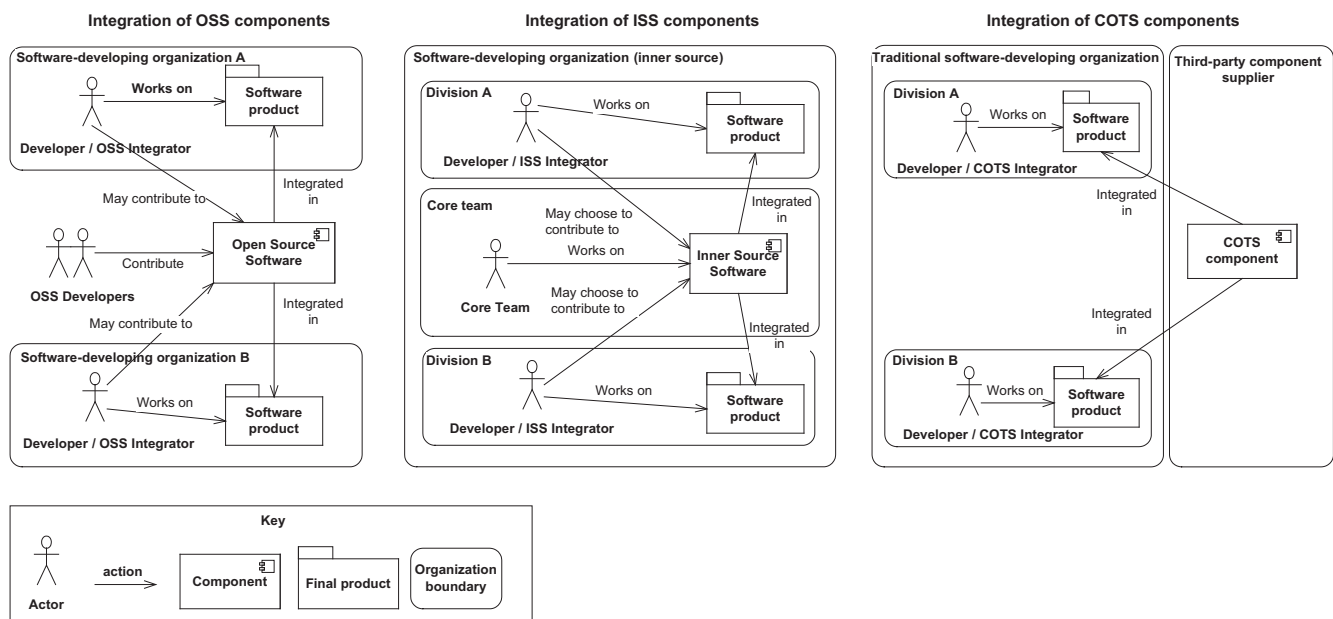 Integration of OSS components
Software-developing organization A
Works on
Software
product
Developer / OSS Integrator
May contribute to
Integrated
in
Open Source
Software
Contribute
OSS Developers
May contribute to
Integrated
in
Software-developing organization B
Works on
Software
product
Developer / OSS Integrator
Integration of ISS components
Software-developing organization (inner source)
Division A
Works on
Software
product
Developer / ISS Integrator
Core team
May choose to
contribute to
Integrated
in
Works on
Inner Source
Software
Core Team
May choose to
contribute to
Integrated
in
Division B
Works on
Software
product
Developer / ISS Integrator
Integration of COTS components
Traditional software-developing organization
Third-party component
supplier
Division A
Works on
Software
product
Developer / COTS Integrator
Integrated
in
COTS
component
Integrated
in
Division B
Works on
Software
product
Developer / COTS Integrator
Key
Actor
action
Component
Final product
Organization
boundary